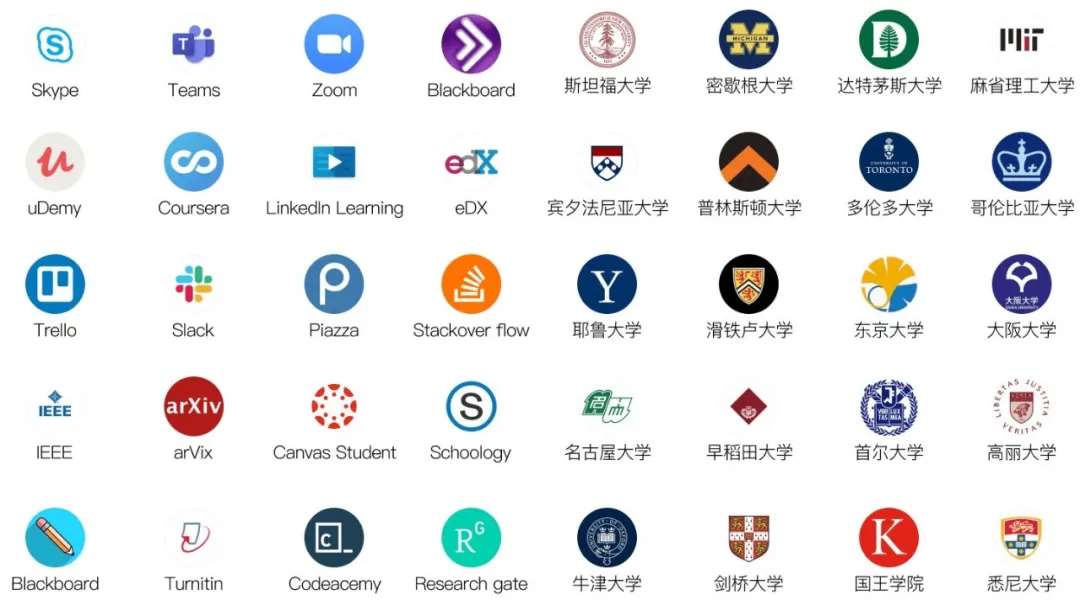 MICHIGAN
MIT
Skype
Teams
Zoom
Blackboard
斯坦福大学
密歇根大学
达特茅斯大学
麻省理工大学
edX
UNIVERSITY OF
TORONTO
uDemy
Coursera
LinkedIn Learning
eDX
宾夕法尼亚大学
普林斯顿大学
多伦多大学
哥伦比亚大学
大阪大学
Trello
Slack
Piazza
Stackover flow
耶鲁大学
滑铁卢大学
东京大学
大阪大学
IEEE
arXiv
LIBERTAS JUSTITIA
VERITAS
IEEE
arVix
Canvas Student
Schoology
名古屋大学
早稻田大学
首尔大学
高丽大学
Blackboard
Turnitin
Codeacemy
Research gate
牛津大学
剑桥大学
国王学院
悉尼大学